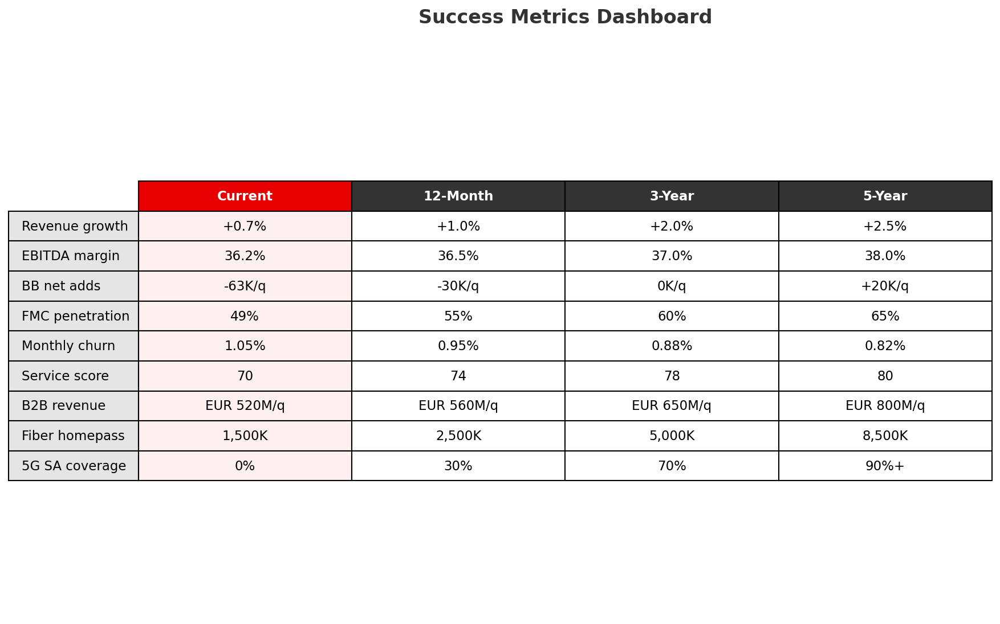 Success Metrics Dashboard
Current 12-Month 3-Year 5-Year
Revenue growth +0.7% +1.0% +2.0% +2.5%
EBITDA margin 36.2% 36.5% 37.0% 38.0%
BB net adds -63K/q -30K/q 0K/q +20K/q
FMC penetration 49% 55% 60% 65%
Monthly churn 1.05% 0.95% 0.88% 0.82%
Service score 70 74 78 80
B2B revenue EUR 520M/q EUR 560M/q EUR 650M/q EUR 800M/q
Fiber homepass 1,500K 2,500K 5,000K 8,500K
5G SA coverage 0% 30% 70% 90%+